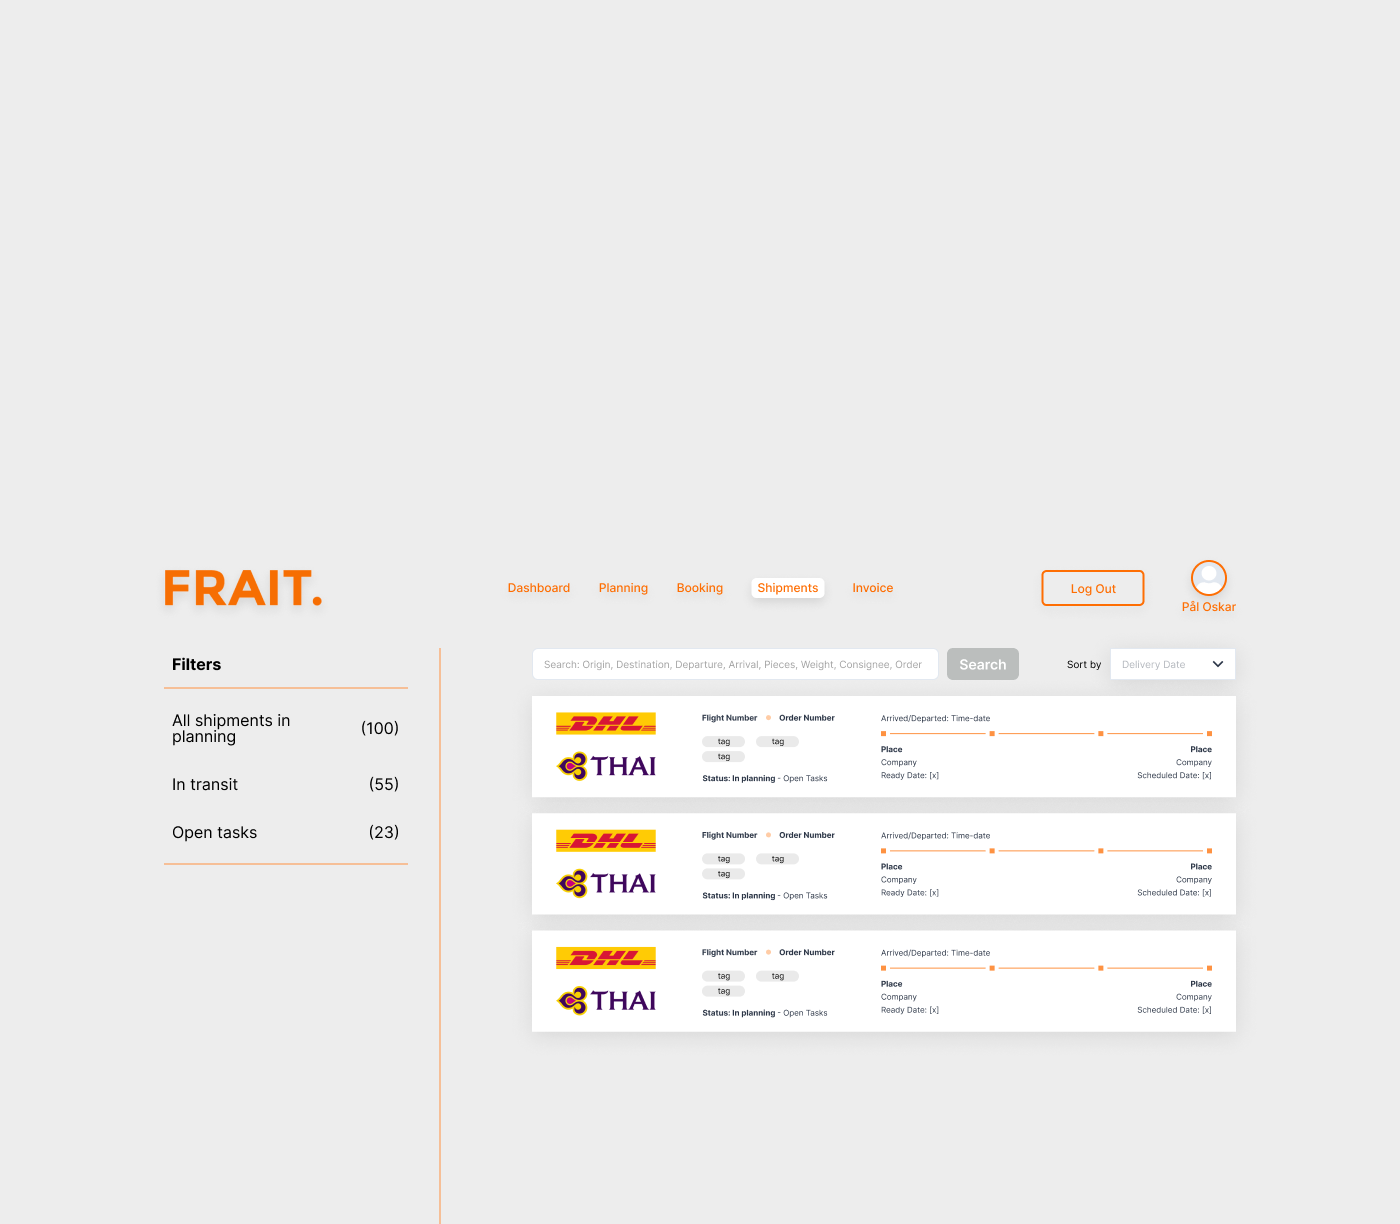 FRAIT.
Dashboard Planning Booking Shipments Invoice
Log Out
Pål Oskar
Filters
All shipments in
planning
(100)
In transit (55)
Open tasks (23)
Search: Origin, Destination, Departure, Arrival, Pieces, Weight, Consignee, Order
Search
Sort by
Delivery Date
DHL
THAI
Flight Number Order Number
tag tag
tag
Status: In planning - Open Tasks
Arrived/Departed: Time-date
Place Place
Company Company
Ready Date: [x] Scheduled Date: [x]
DHL
THAI
Flight Number Order Number
tag tag
tag
Status: In planning - Open Tasks
Arrived/Departed: Time-date
Place Place
Company Company
Ready Date: [x] Scheduled Date: [x]
DHL
THAI
Flight Number Order Number
tag tag
tag
Status: In planning - Open Tasks
Arrived/Departed: Time-date
Place Place
Company Company
Ready Date: [x] Scheduled Date: [x]